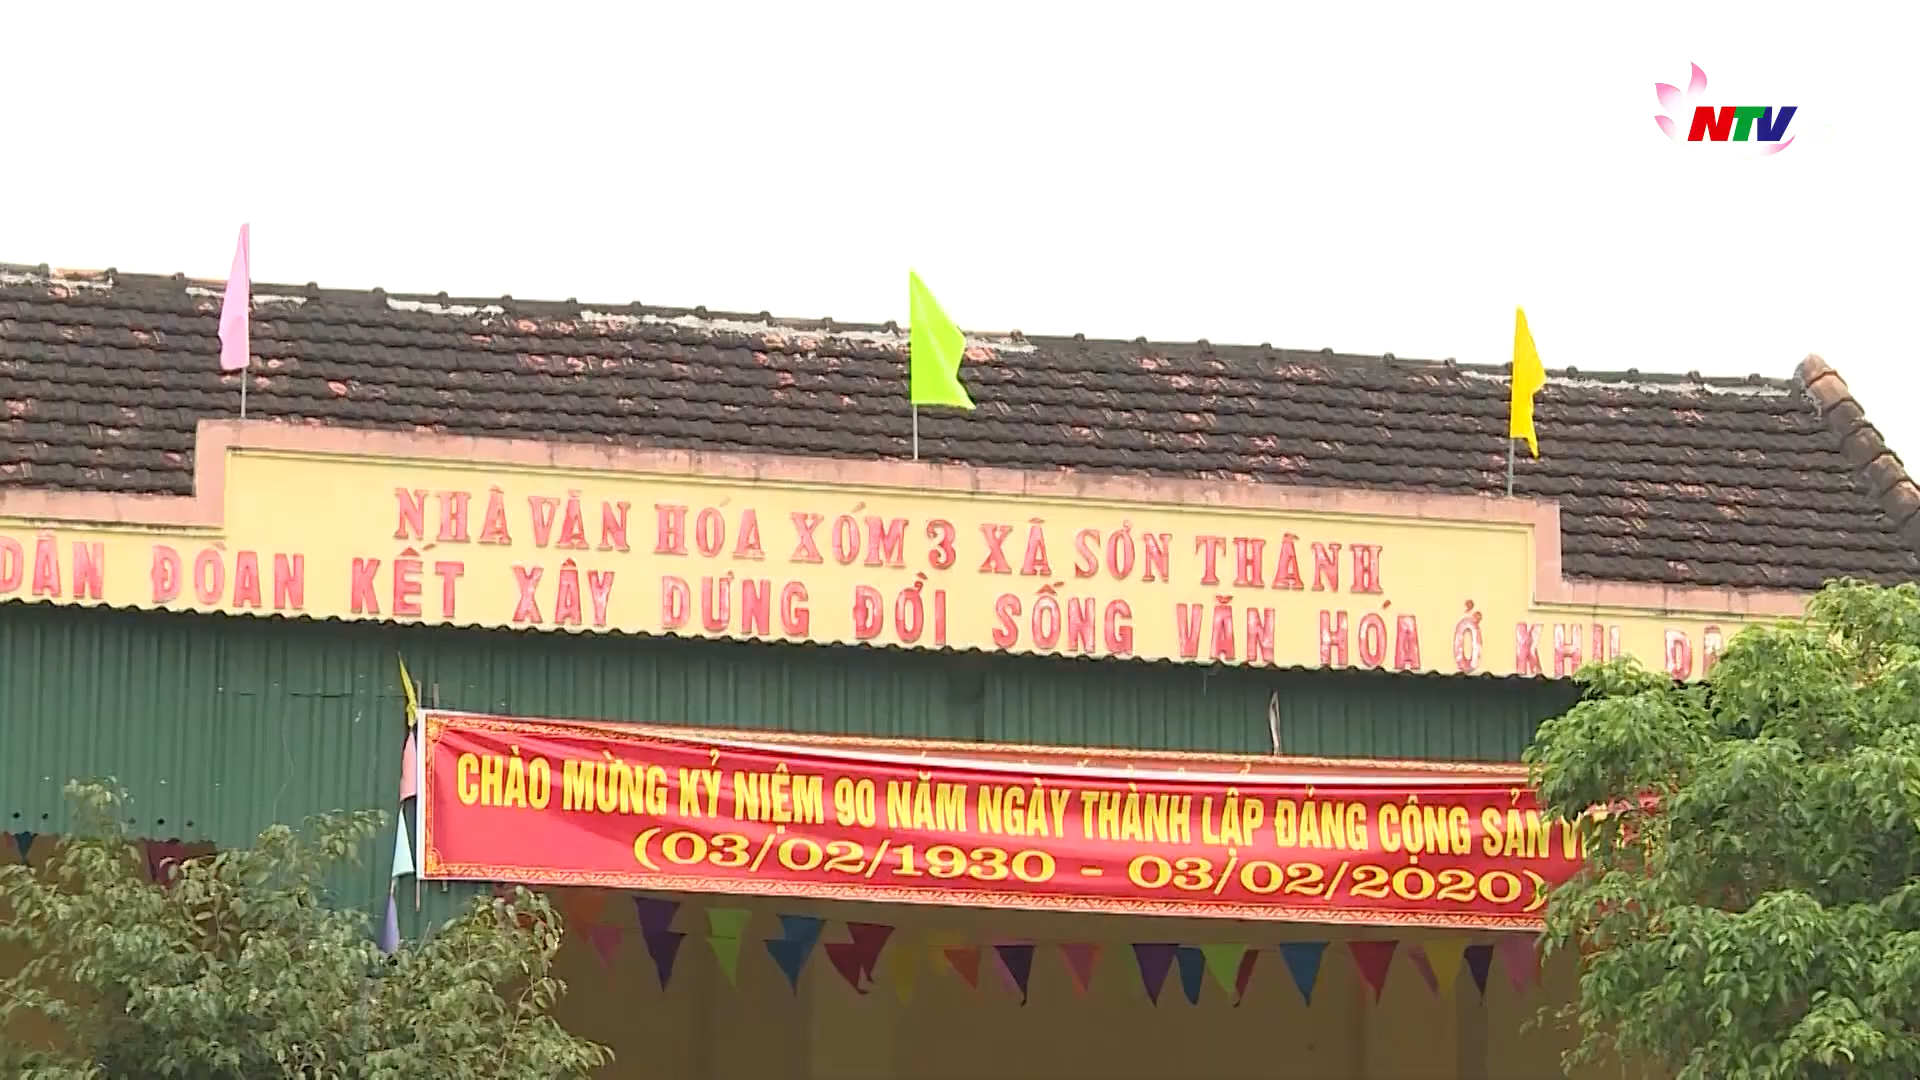 NTV
NHÀ VĂN HÓA XÓM 3 XÃ SƠN THÀNH
DÂN ĐOÀN KẾT XÂY DỰNG ĐỜI SỐNG VĂN HÓA Ở KHU
CHÀO MỪNG KỶ NIỆM 90 NĂM NGÀY THÀNH LẬP ĐẢNG CỘNG SẢN
(03/02/1930 - 03/02/2020)